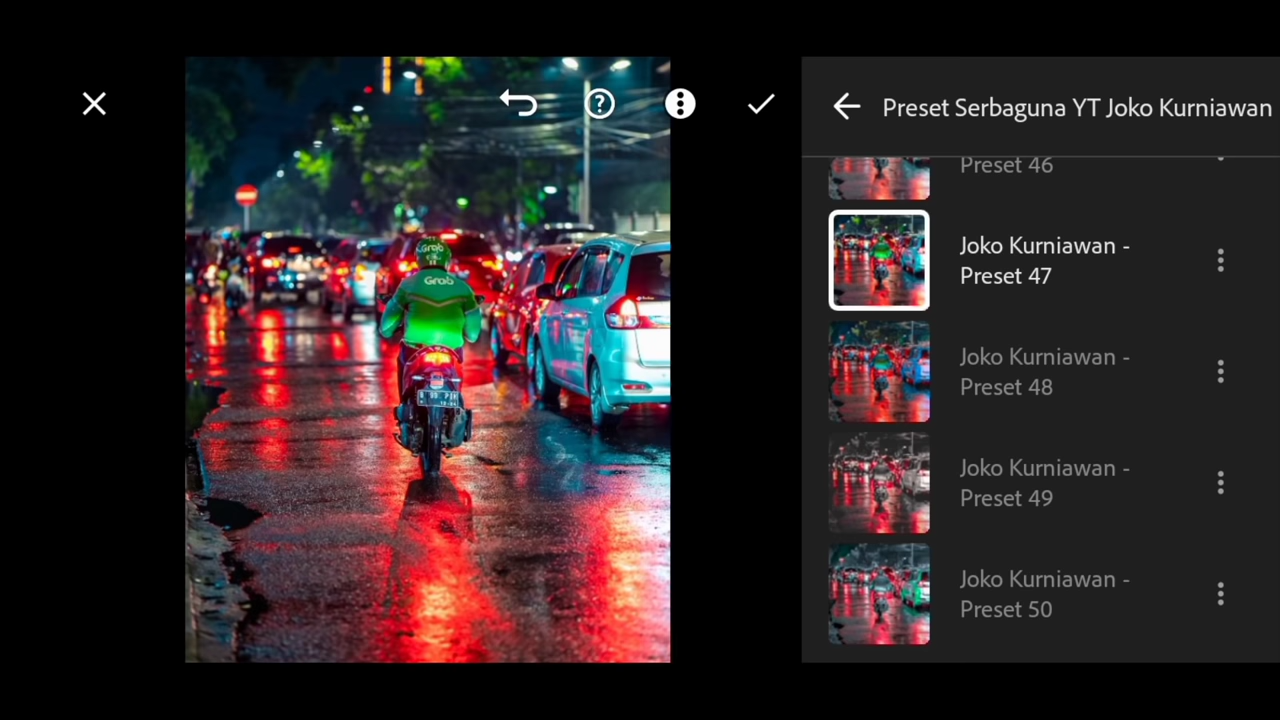 Preset Serbaguna YT Joko Kurniawan
Preset 46
Joko Kurniawan -
Preset 47
Joko Kurniawan -
Preset 48
Joko Kurniawan -
Preset 49
Joko Kurniawan -
Preset 50
Grab
Grab